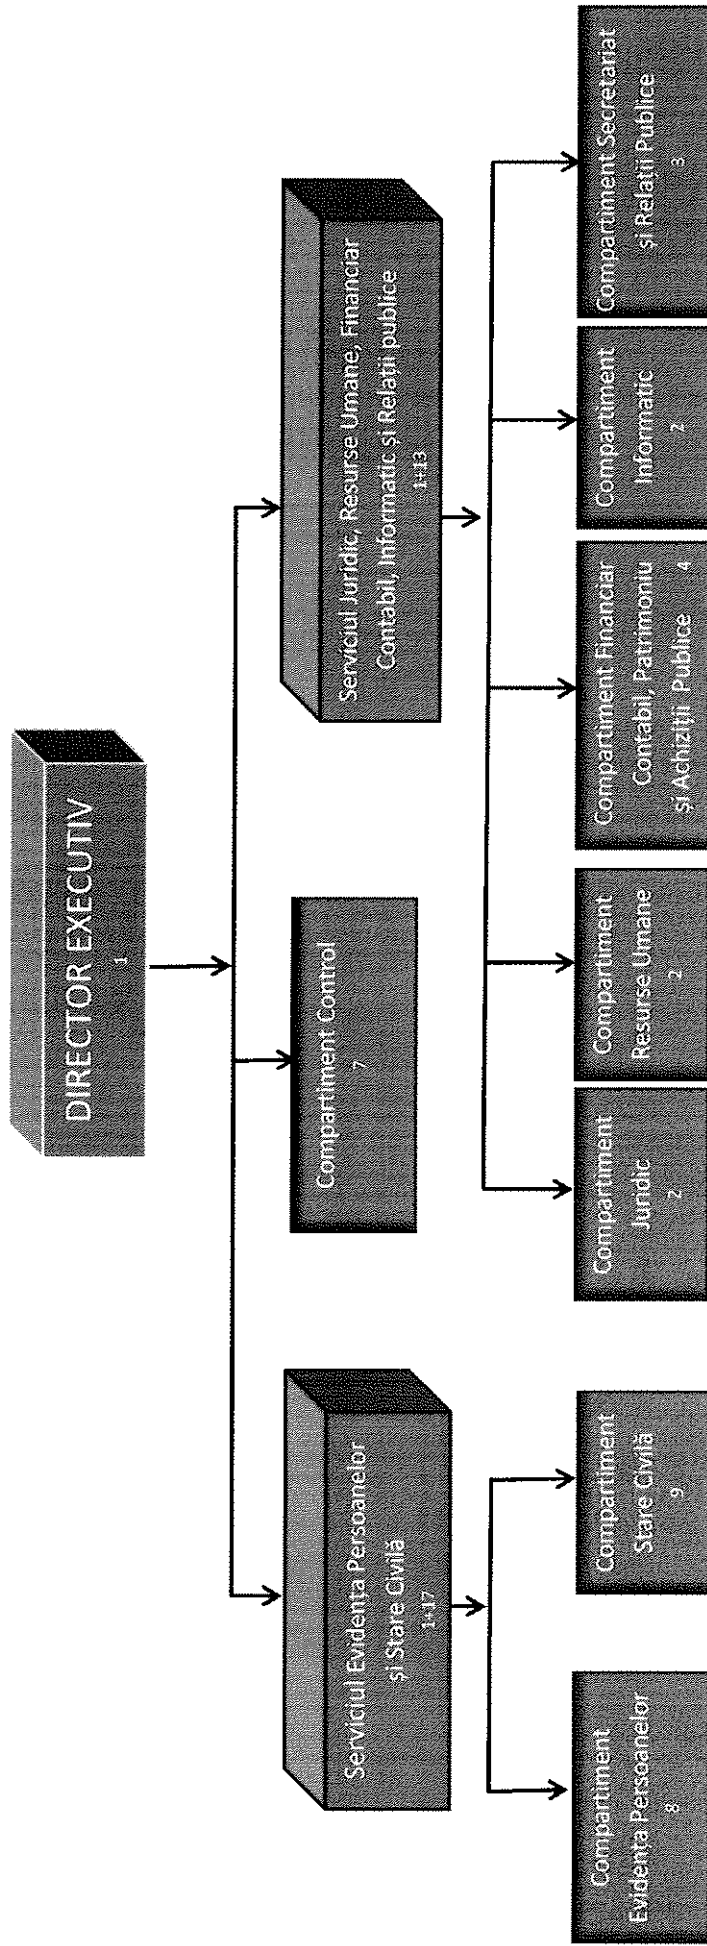 DIRECTOR EXECUTIV
1
Serviciul Evidența Persoanelor
și Stare Civilă
1+17
Compartiment Control
7
Serviciul Juridic, Resurse Umane, Financiar
Contabil, Informatic și Relații publice
1+13
Compartiment
Evidența Persoanelor
8
Compartiment
Stare Civilă
9
Compartiment
Juridic
2
Compartiment
Resurse Umane
2
Compartiment Financiar
Contabil, Patrimoniu
și Achiziții Publice 4
Compartiment
Informatic
2
Compartiment Secretariat
și Relații Publice
3